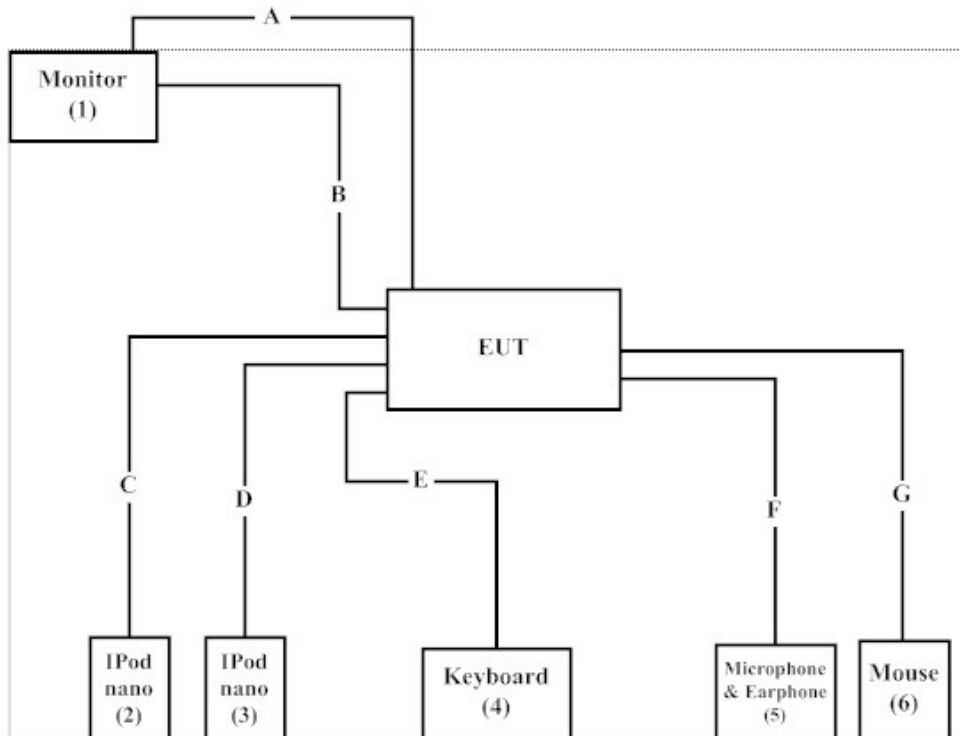 A
Monitor
(1)
B
EUT
C
D
E
F
G
IPod
nano
(2)
IPod
nano
(3)
Keyboard
(4)
Microphone
& Earphone
(5)
Mouse
(6)